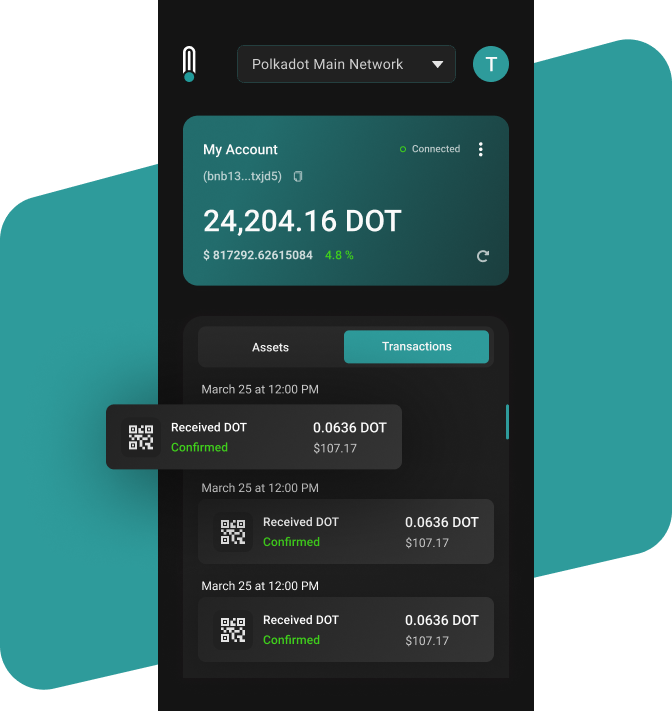 Polkadot Main Network
T
My Account
Connected
(bnb13...txjd5)
24,204.16 DOT
$ 817292.62615084 4.8 %
Assets
Transactions
March 25 at 12:00 PM
Received DOT 0.0636 DOT
Confirmed $107.17
March 25 at 12:00 PM
Received DOT 0.0636 DOT
Confirmed $107.17
March 25 at 12:00 PM
Received DOT 0.0636 DOT
Confirmed $107.17